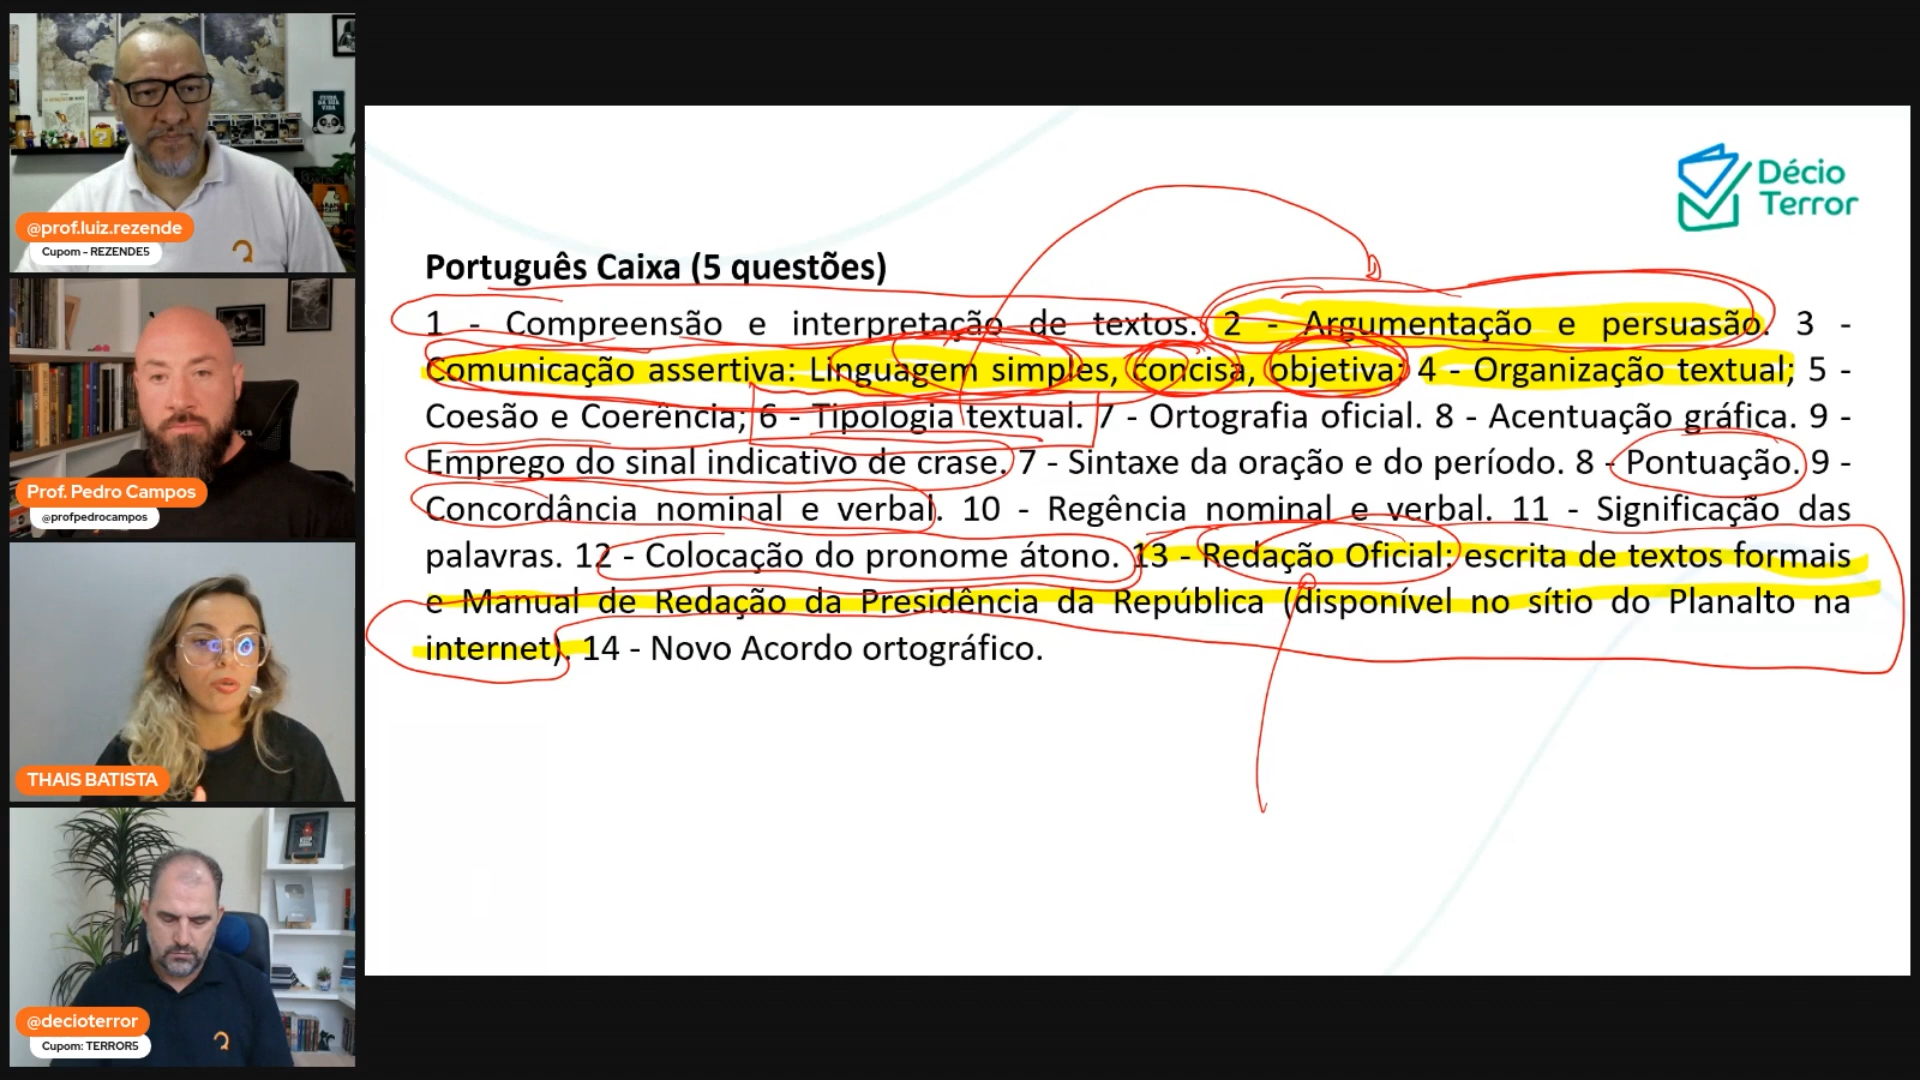 @prof.luiz.rezende
Cupom - REZENDE5
Prof. Pedro Campos
@profpedrocampos
THAIS BATISTA
@decioterror
Cupom: TERROR5
Décio
Terror
Português Caixa (5 questões)
1 - Compreensão e interpretação de textos. 2 - Argumentação e persuasão. 3 -
Comunicação assertiva: Linguagem simples, concisa, objetiva; 4 - Organização textual; 5 -
Coesão e Coerência; 6 - Tipologia textual. 7 - Ortografia oficial. 8 - Acentuação gráfica. 9 -
Emprego do sinal indicativo de crase. 7 - Sintaxe da oração e do período. 8 - Pontuação. 9 -
Concordância nominal e verbal. 10 - Regência nominal e verbal. 11 - Significação das
palavras. 12 - Colocação do pronome átono. 13 - Redação Oficial: escrita de textos formais
e Manual de Redação da Presidência da República (disponível no sítio do Planalto na
internet). 14 - Novo Acordo ortográfico.